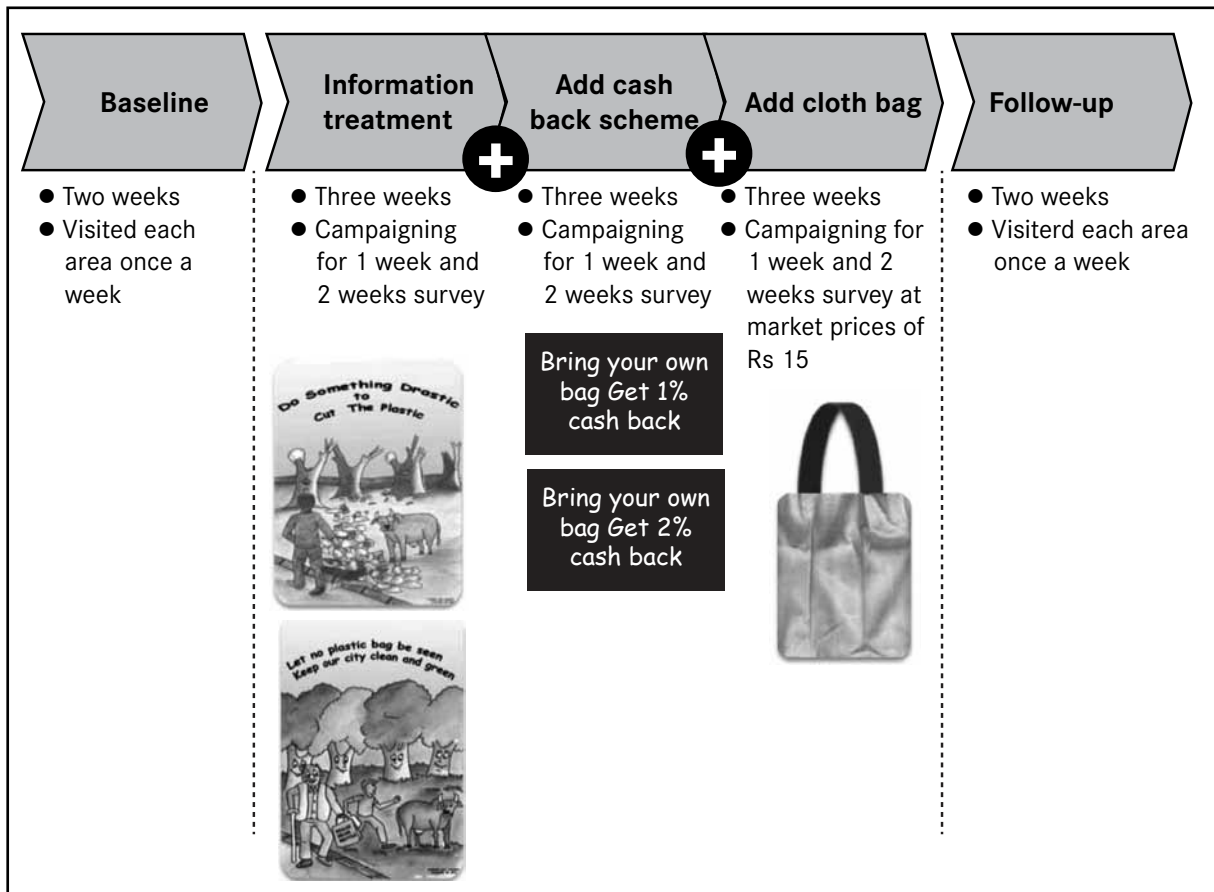 Baseline
Information
treatment
Add cash
back scheme
Add cloth bag
Follow-up
● Two weeks
● Visited each
area once a
week
● Three weeks
● Campaigning
for 1 week and
2 weeks survey
● Three weeks
● Campaigning
for 1 week and
2 weeks survey
● Three weeks
● Campaigning for
1 week and 2
weeks survey at
market prices of
Rs 15
● Two weeks
● Visiterd each area
once a week
Do Something Drastic
to
Cut The Plastic
Let no plastic bag be seen
Keep our city clean and green
Bring your own
bag Get 1%
cash back
Bring your own
bag Get 2%
cash back